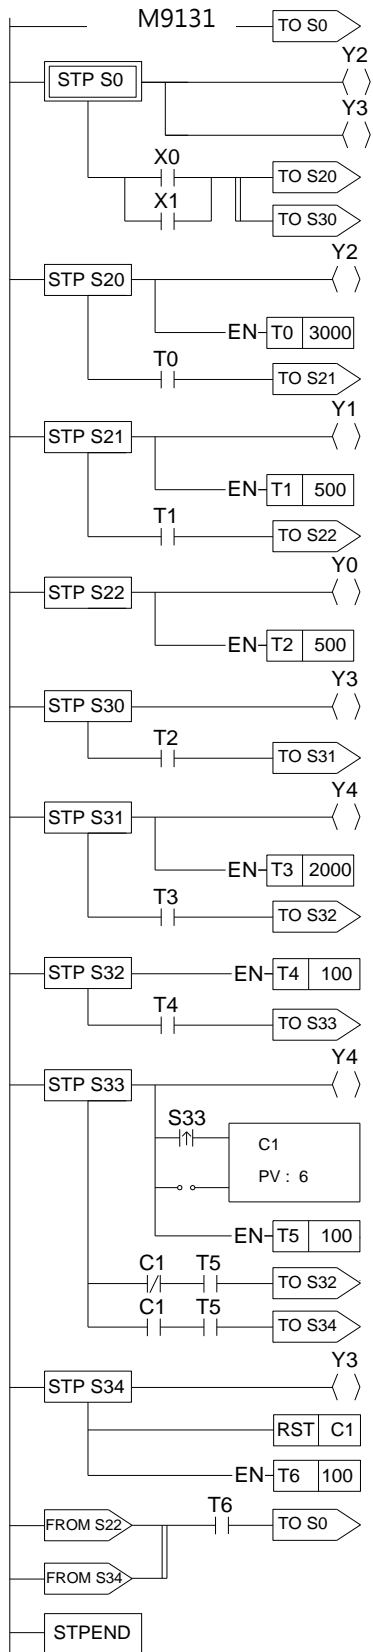 M9131 TO S0
Y2
STP S0
Y3
X0
TO S20
X1
TO S30
Y2
STP S20
EN T0 3000
T0
TO S21
Y1
STP S21
EN T1 500
T1
TO S22
Y0
STP S22
EN T2 500
Y3
STP S30
T2
TO S31
Y4
STP S31
EN T3 2000
T3
TO S32
STP S32 EN T4 100
T4
TO S33
Y4
STP S33
S33
C1
PV : 6
EN T5 100
C1 T5
TO S32
C1 T5
TO S34
Y3
STP S34
RST C1
EN T6 100
T6
FROM S22 TO S0
FROM S34
STPEND